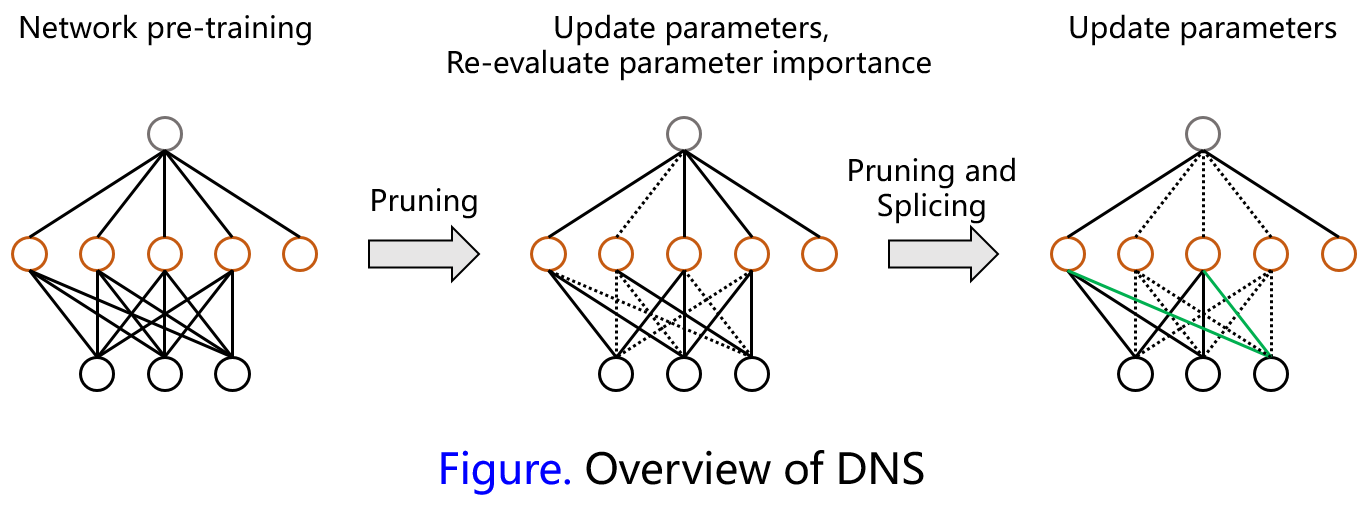 Network pre-training
Update parameters,
Re-evaluate parameter importance
Update parameters
Pruning
Pruning and
Splicing
Figure. Overview of DNS